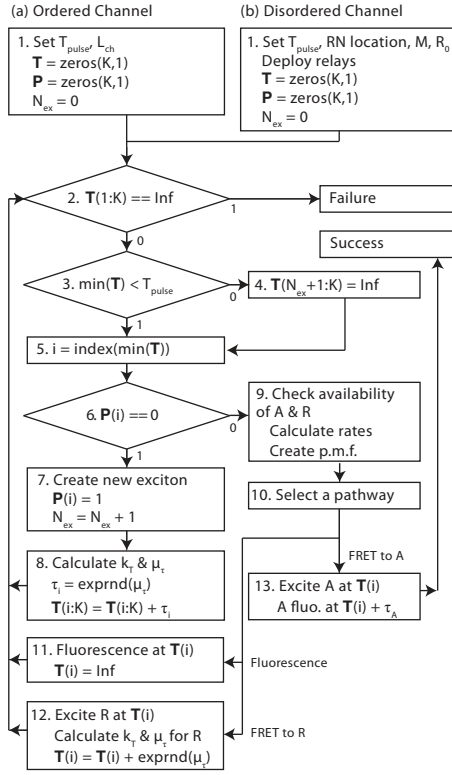 (a) Ordered Channel
(b) Disordered Channel
1. Set T_pulse, L_ch
T = zeros(K,1)
P = zeros(K,1)
N_ex = 0
1. Set T_pulse, RN location, M, R_0
Deploy relays
T = zeros(K,1)
P = zeros(K,1)
N_ex = 0
2. T(1:K) == Inf
1
0
Failure
Success
3. min(T) < T_pulse
0
1
4. T(N_ex+1:K) = Inf
5. i = index(min(T))
6. P(i) ==0
0
1
9. Check availability
of A & R
Calculate rates
Create p.m.f.
7. Create new exciton
P(i) = 1
N_ex = N_ex + 1
10. Select a pathway
8. Calculate k_T & μ_τ
τ_i = exprnd(μ_τ)
T(i:K) = T(i:K) + τ_i
FRET to A
13. Excite A at T(i)
A fluo. at T(i) + τ_A
11. Fluorescence at T(i)
T(i) = Inf
Fluorescence
12. Excite R at T(i)
Calculate k_T & μ_τ for R
T(i) = T(i) + exprnd(μ_τ)
FRET to R